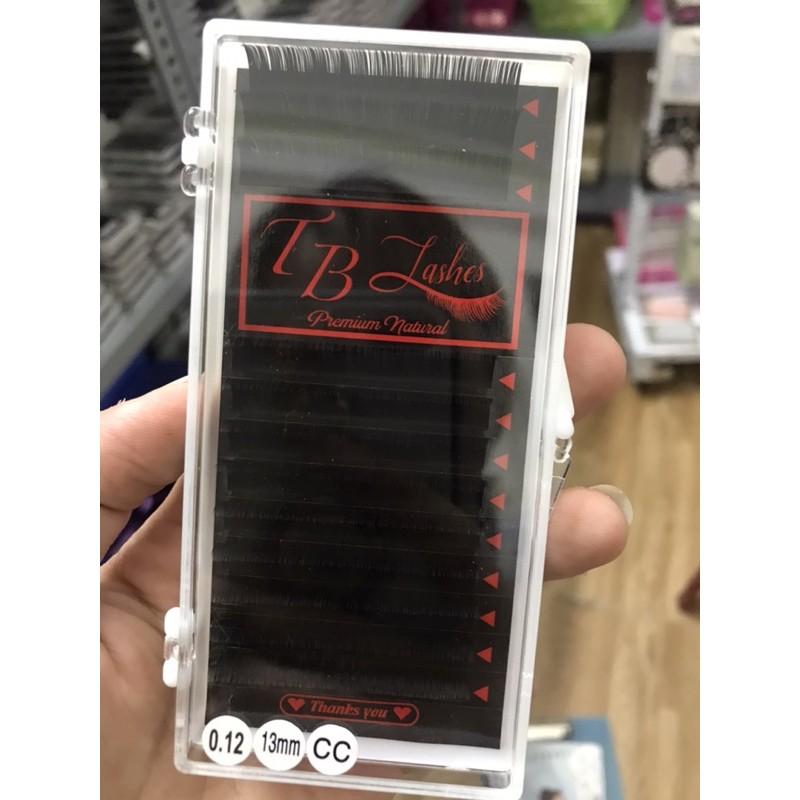 TB Lashes
Premium Natural
Thanks you
0.12 13mm CC